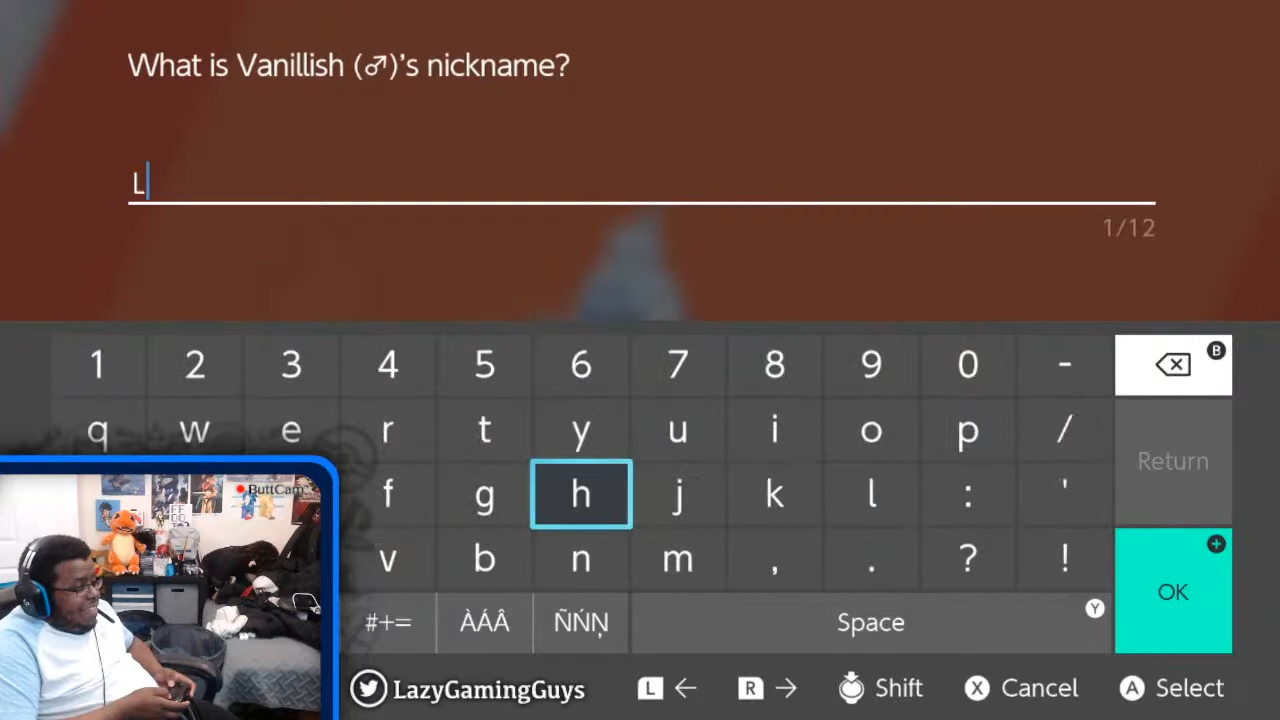 What is Vanillish (♂)'s nickname?
L
1/12
1 2 3 4 5 6 7 8 9 0 - B
q w e r t y u i o p /
Return
f g h j k l : '
v b n m , . ? ! +
OK
#+= ÀÁÂ ÑŃŅ Space Y
ButtCam
LazyGamingGuys L ← R → Shift X Cancel A Select